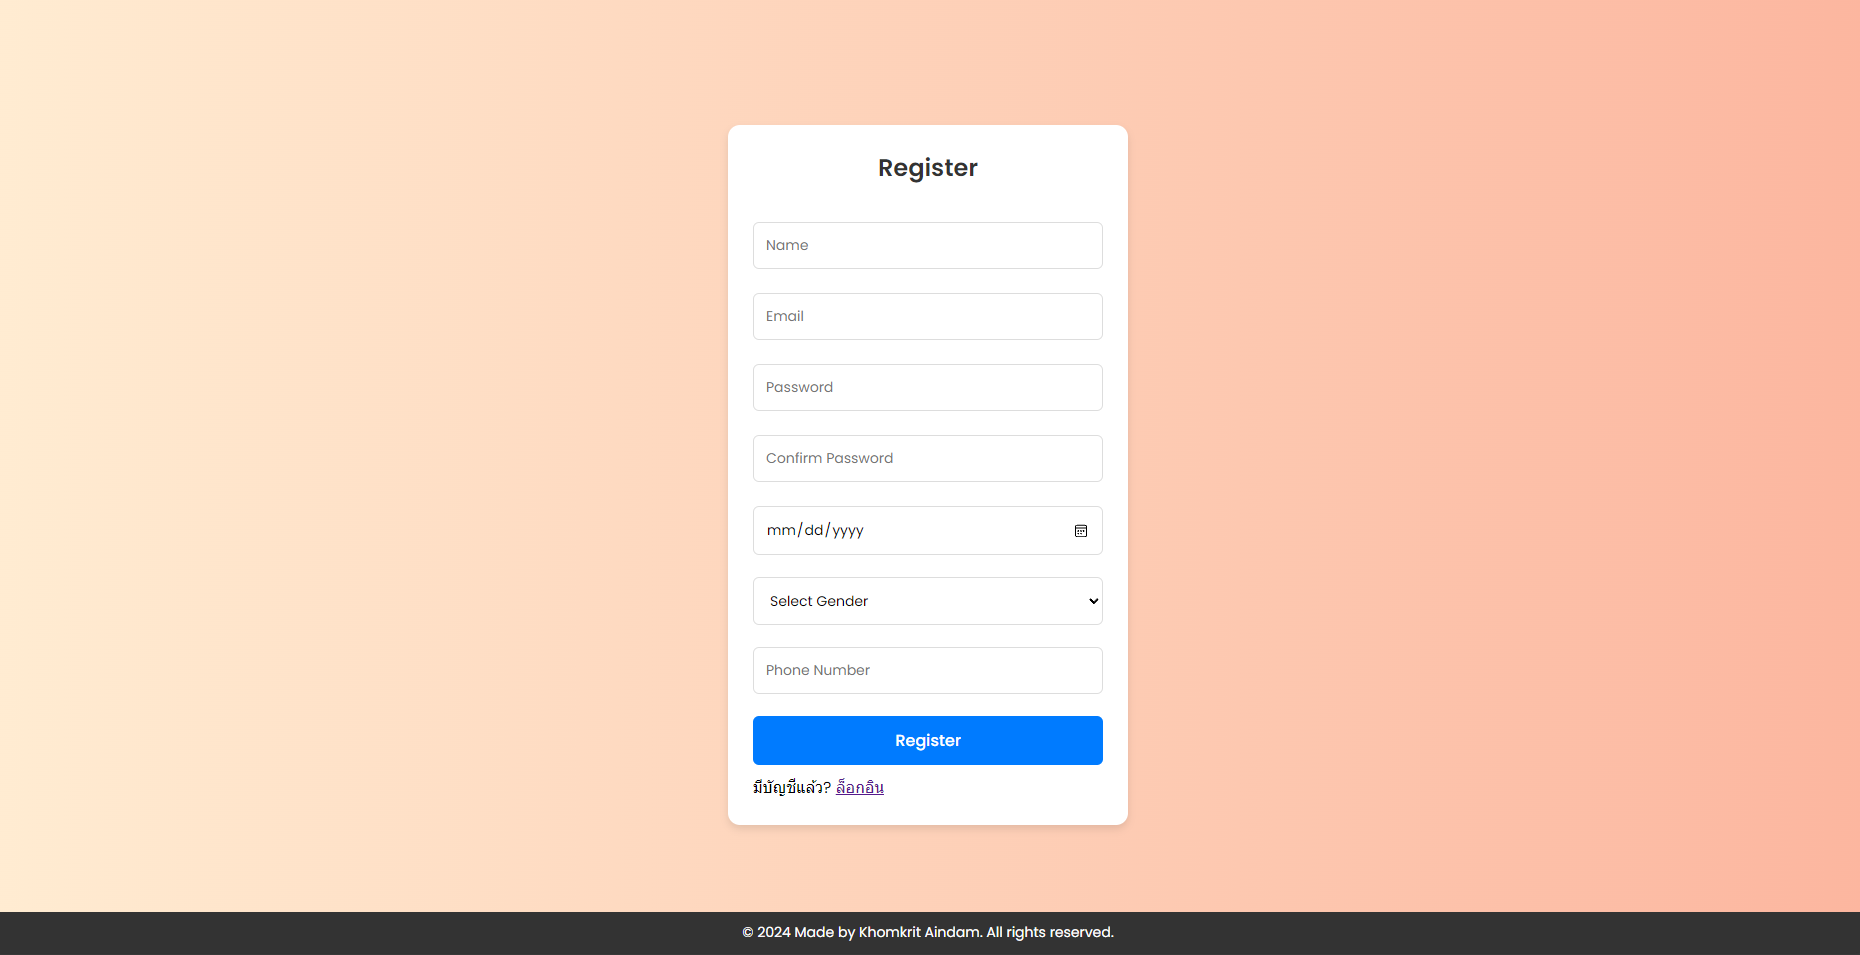 Register
Name
Email
Password
Confirm Password
mm/dd/yyyy
Select Gender
Phone Number
Register
มีบัญชีแล้ว? ล็อกอิน
© 2024 Made by Khomkrit Aindam. All rights reserved.